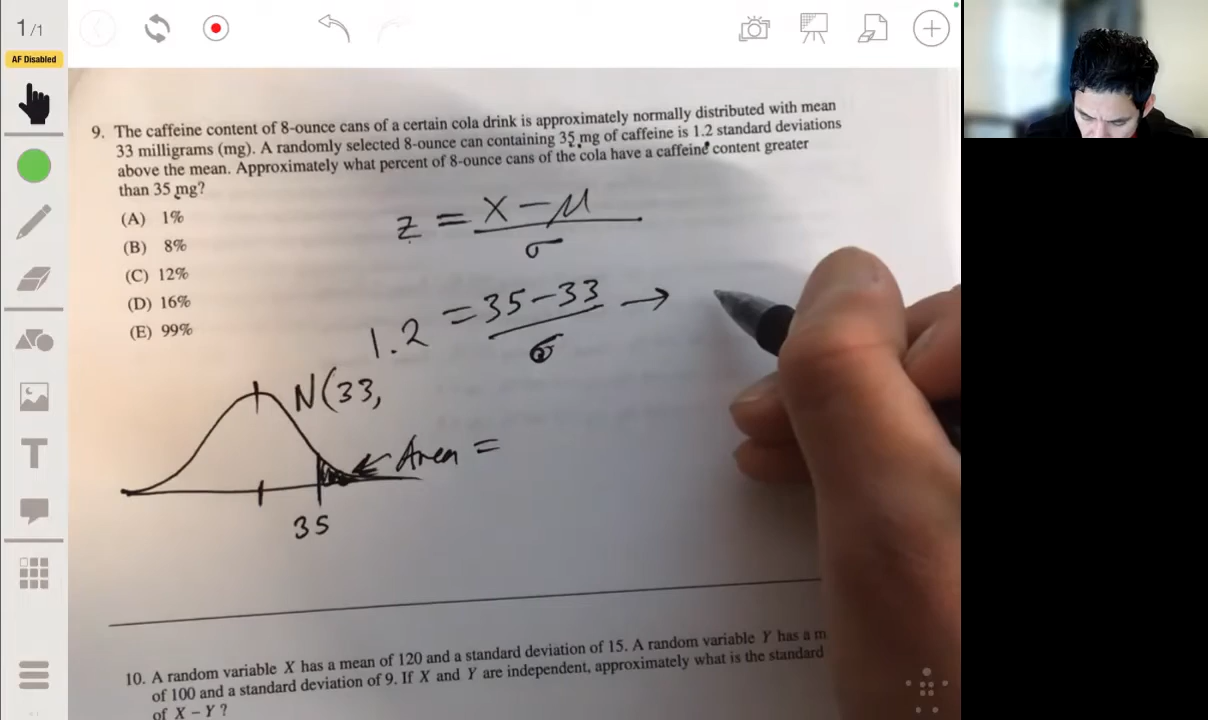 1/1
AF Disabled
9. The caffeine content of 8-ounce cans of a certain cola drink is approximately normally distributed with mean
33 milligrams (mg). A randomly selected 8-ounce can containing 35 mg of caffeine is 1.2 standard deviations
above the mean. Approximately what percent of 8-ounce cans of the cola have a caffeine content greater
than 35 mg?
(A) 1%
(B) 8%
(C) 12%
(D) 16%
(E) 99%
z = X - μ
σ
1.2 = 35-33 →
σ
N(33,
Area =
35
T
10. A random variable X has a mean of 120 and a standard deviation of 15. A random variable Y has a m
of 100 and a standard deviation of 9. If X and Y are independent, approximately what is the standard
of X – Y ?